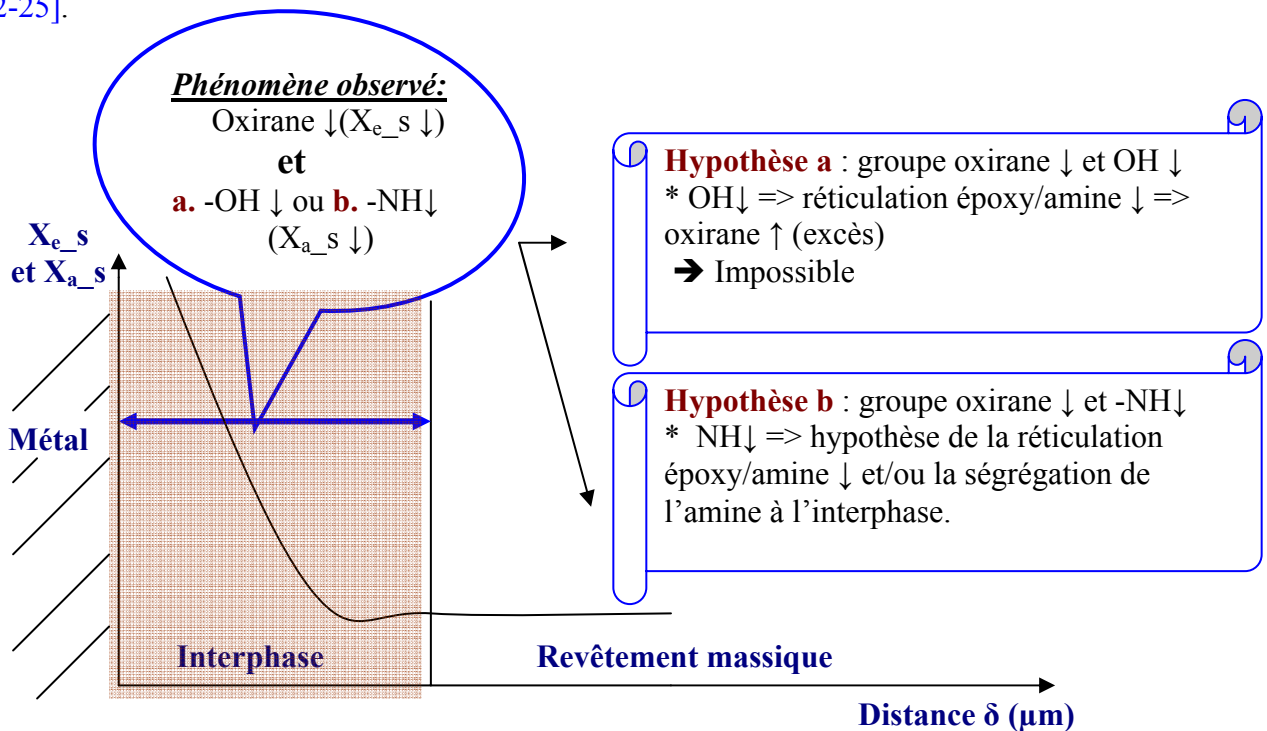 2-25].
Phénomène observé:
Oxirane ↓(Xe_s ↓)
et
a. -OH ↓ ou b. -NH↓
(Xa_s ↓)
Xe_s
et Xa_s
Métal
Hypothèse a : groupe oxirane ↓ et OH ↓
* OH↓ => réticulation époxy/amine ↓ =>
oxirane ↑ (excès)
➔ Impossible
Hypothèse b : groupe oxirane ↓ et -NH↓
* NH↓ => hypothèse de la réticulation
époxy/amine ↓ et/ou la ségrégation de
l’amine à l’interphase.
Interphase
Revêtement massique
Distance δ (µm)